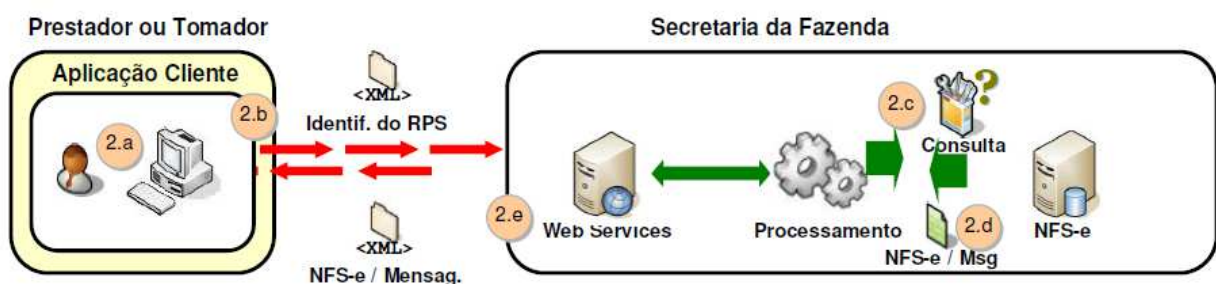 Prestador ou Tomador
Secretaria da Fazenda
Aplicação Cliente
<XML>
Identif. do RPS
2.a
2.b
2.c
?
Consulta
2.e
Web Services
Processamento
2.d
NFS-e / Msg
NFS-e
<XML>
NFS-e / Mensag.